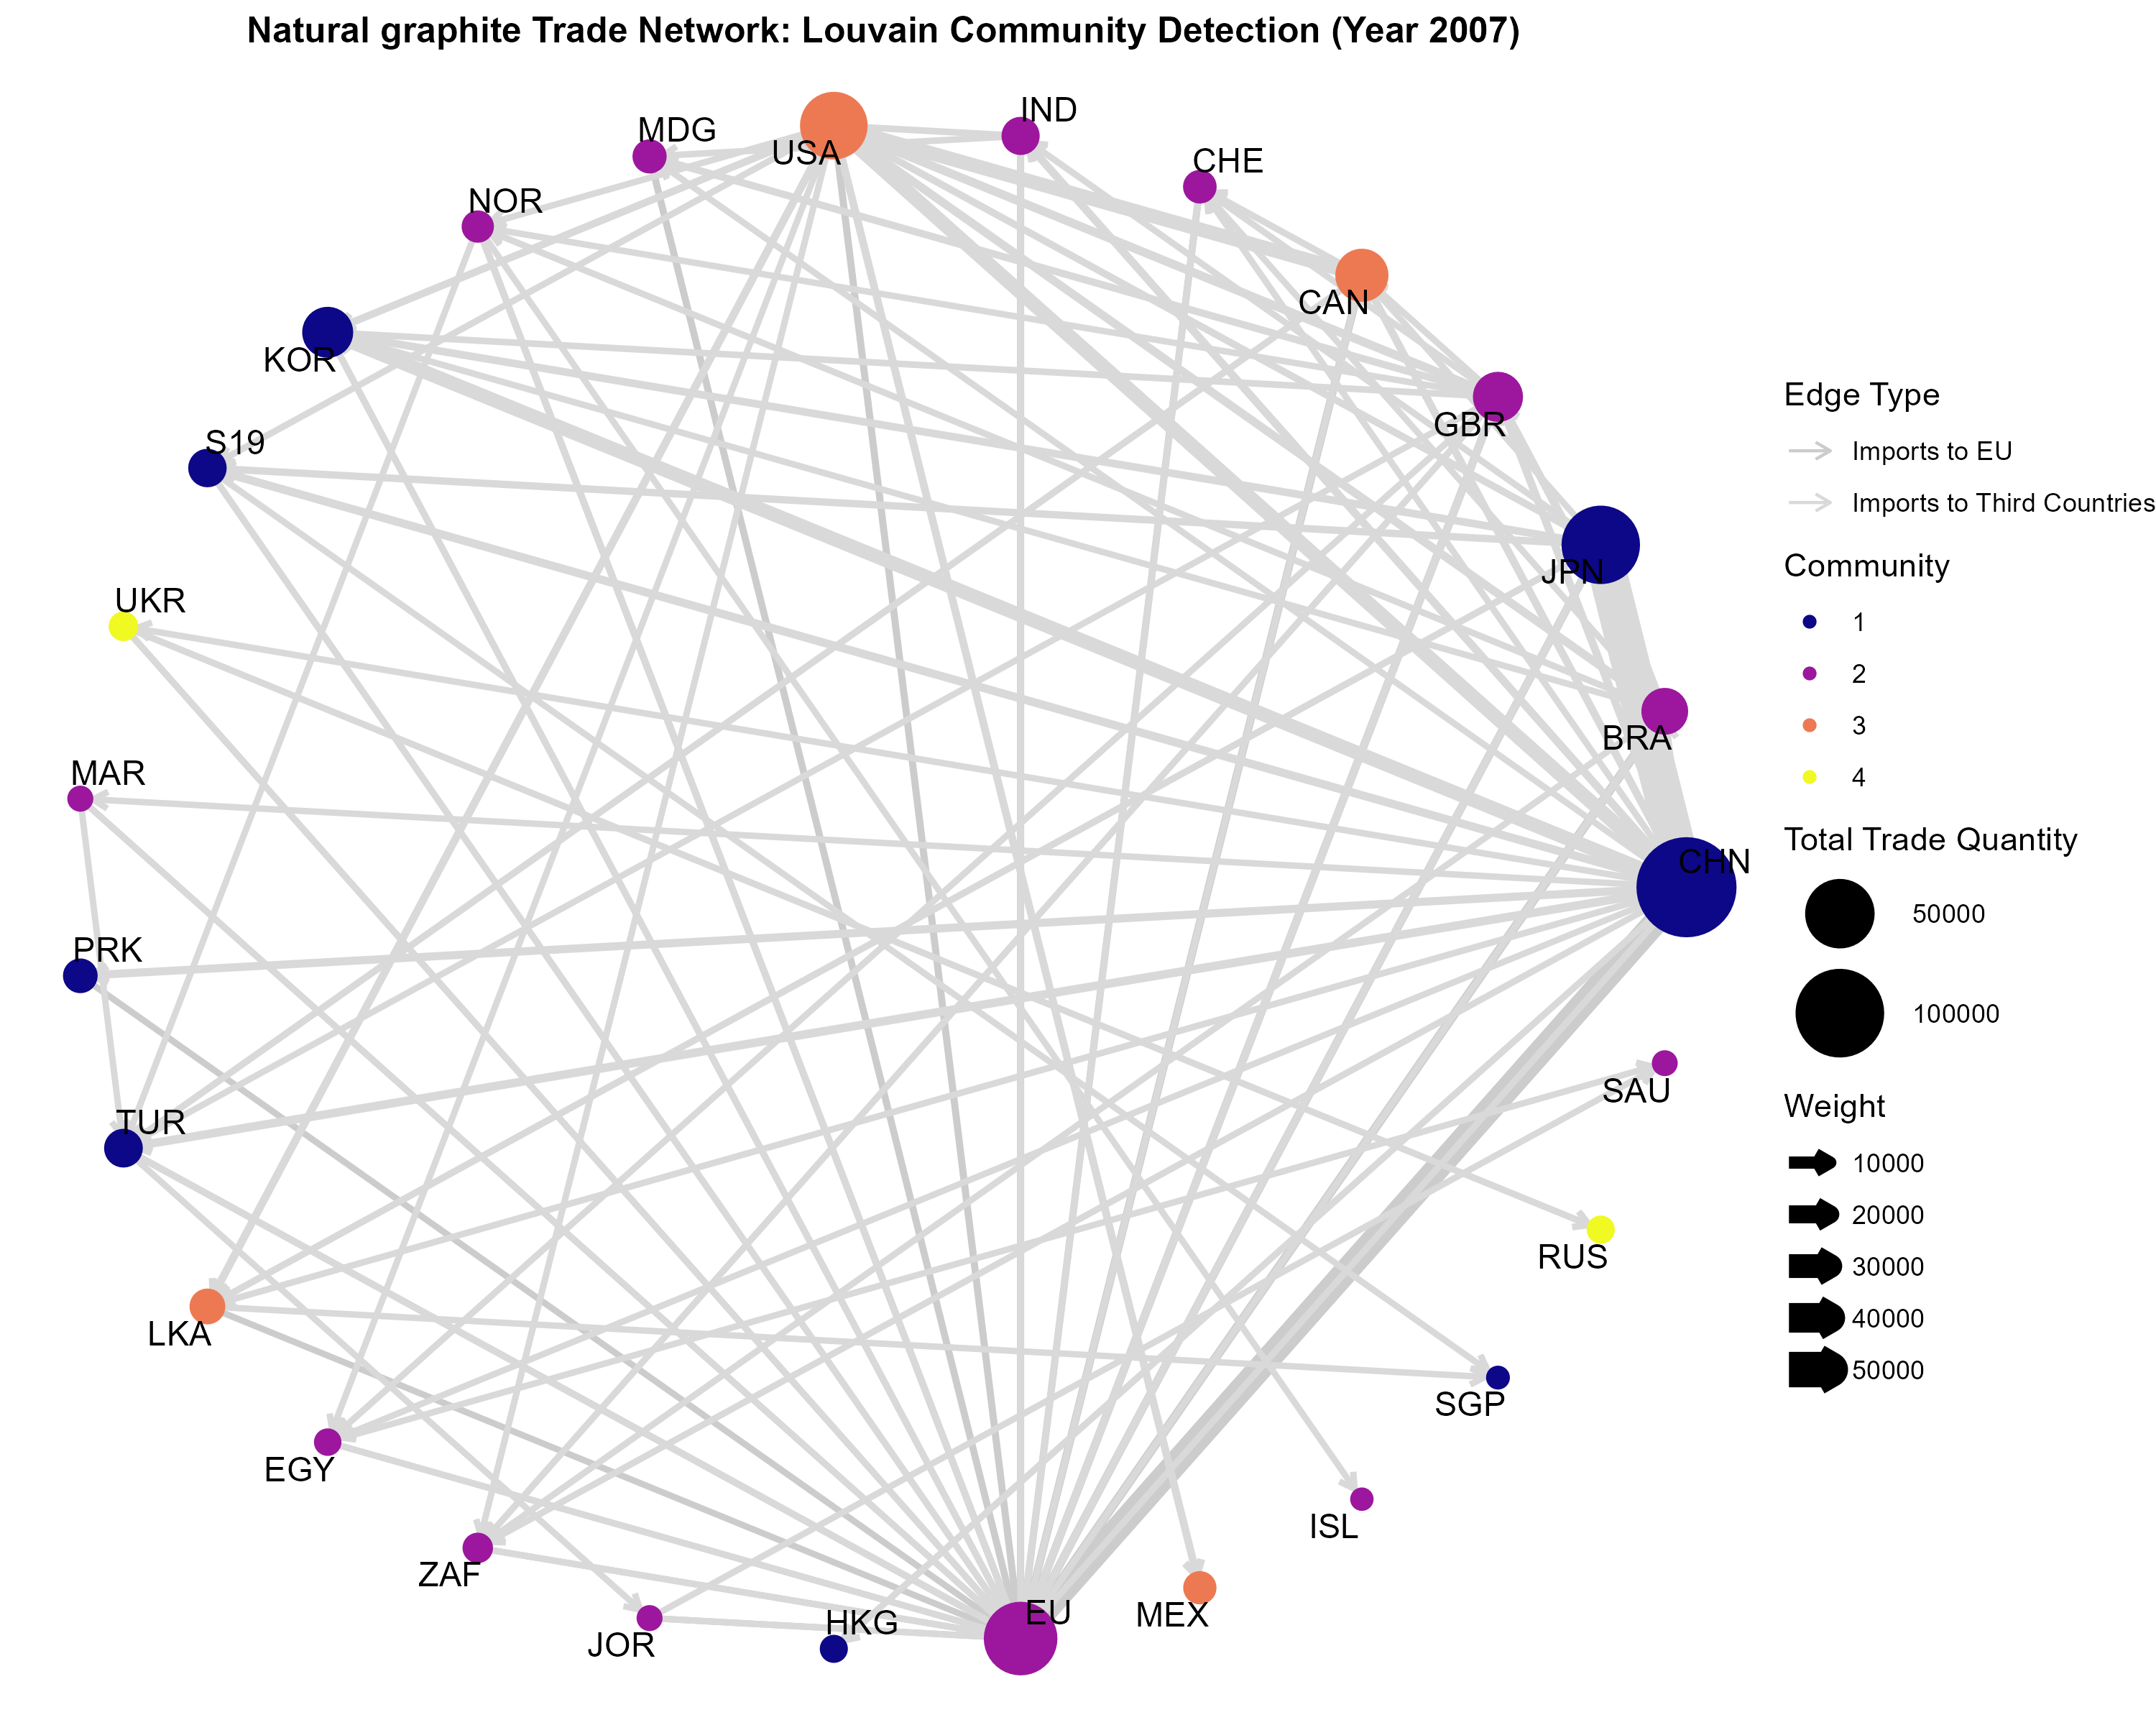 Natural graphite Trade Network: Louvain Community Detection (Year 2007)
IND
MDG
USA
CHE
NOR
CAN
KOR
GBR
S19
JPN
UKR
BRA
MAR
CHN
PRK
SAU
TUR
RUS
LKA
SGP
EGY
ISL
ZAF
MEX
EU
HKG
JOR
Edge Type
Imports to EU
Imports to Third Countries
Community
1
2
3
4
Total Trade Quantity
50000
100000
Weight
10000
20000
30000
40000
50000